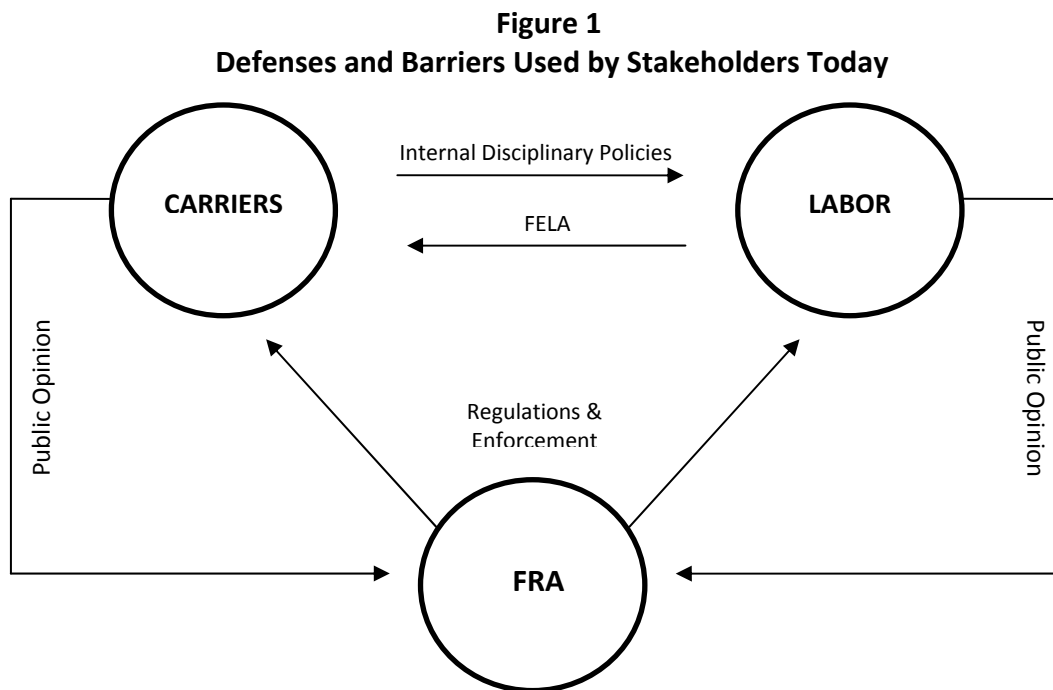 Figure 1
Defenses and Barriers Used by Stakeholders Today
Internal Disciplinary Policies
CARRIERS
LABOR
FELA
Public Opinion
Public Opinion
Regulations &
Enforcement
FRA